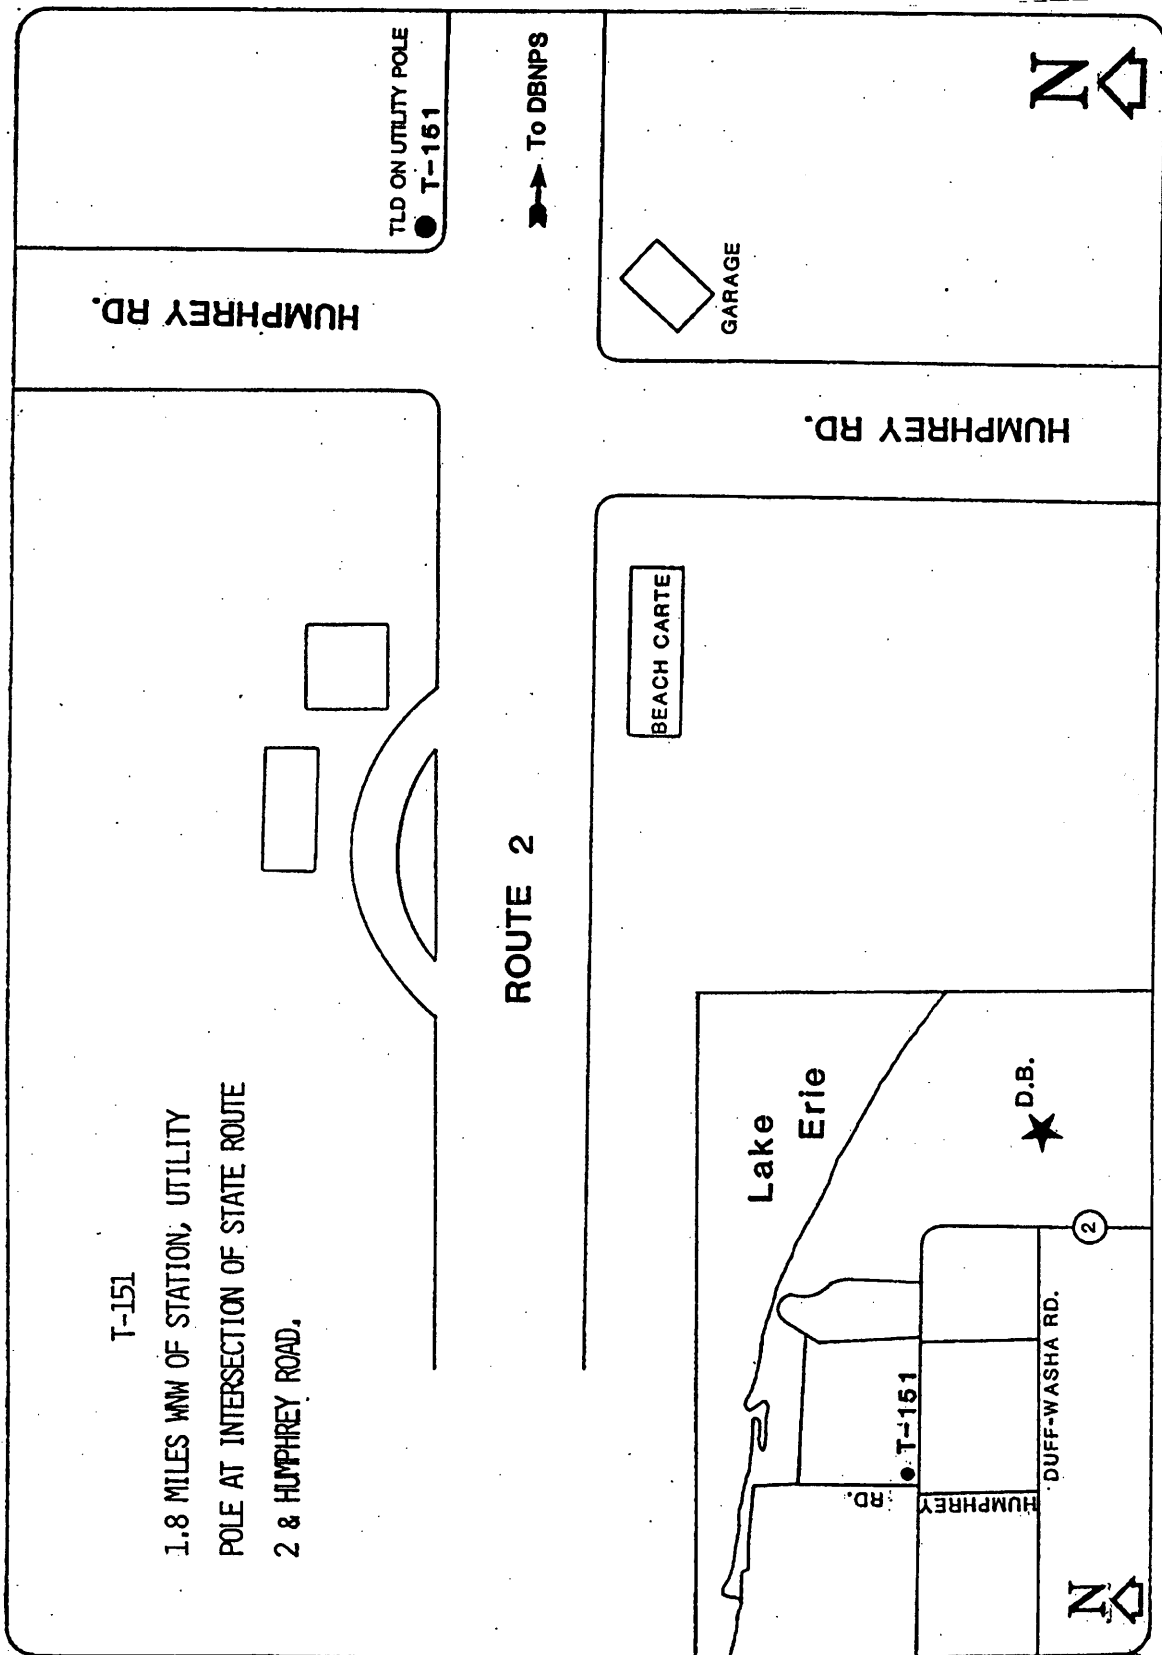 T-151
1.8 MILES WNW OF STATION, UTILITY
POLE AT INTERSECTION OF STATE ROUTE
2 & HUMPHREY ROAD.
HUMPHREY RD.
TLD ON UTILITY POLE
T-151
ROUTE 2
To DBNPS
BEACH CARTE
GARAGE
HUMPHREY RD.
N
Lake
Erie
T-151
RD.
HUMPHREY
DUFF-WASHA RD.
2
D.B.
N